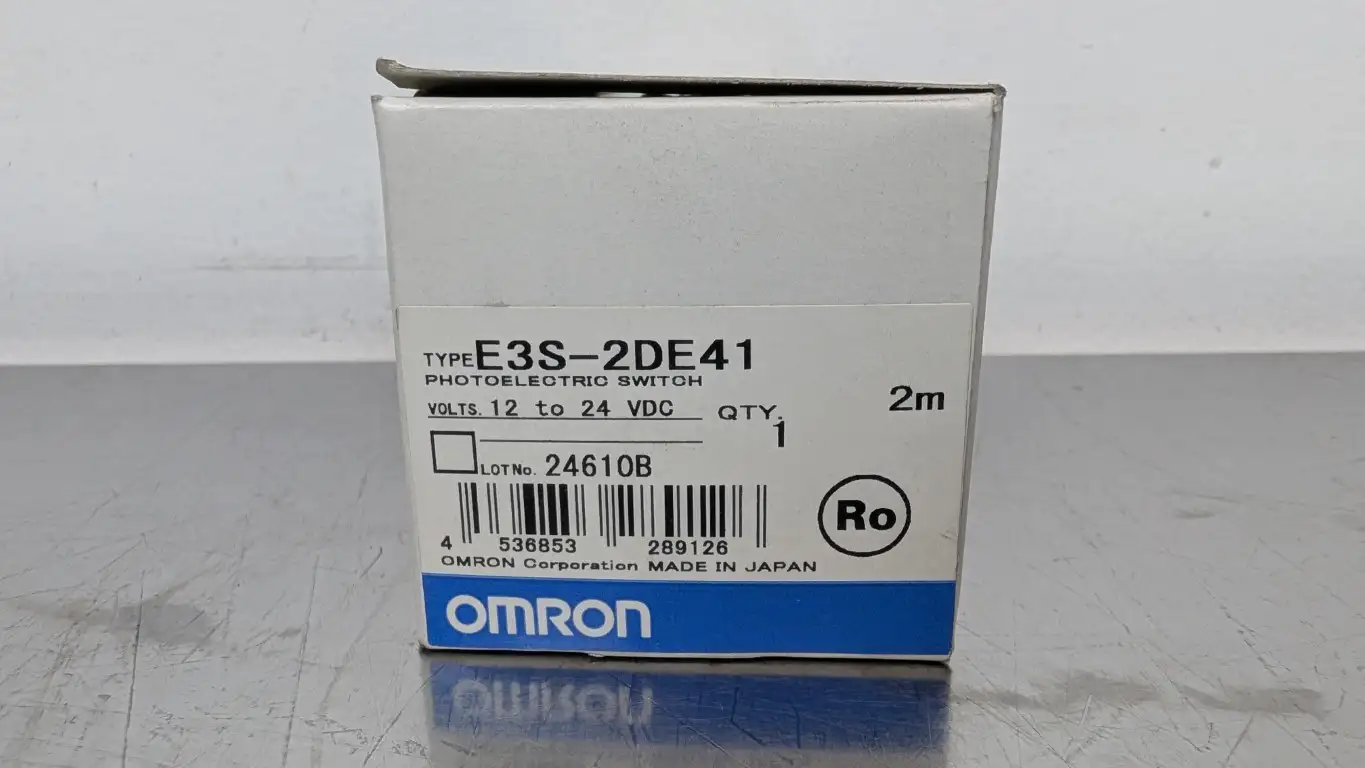 TYPE E3S-2DE41
PHOTOELECTRIC SWITCH
VOLTS. 12 to 24 VDC QTY. 1
2m
LOT No. 24610B
Ro
4 536853 289126
OMRON Corporation MADE IN JAPAN
OMRON